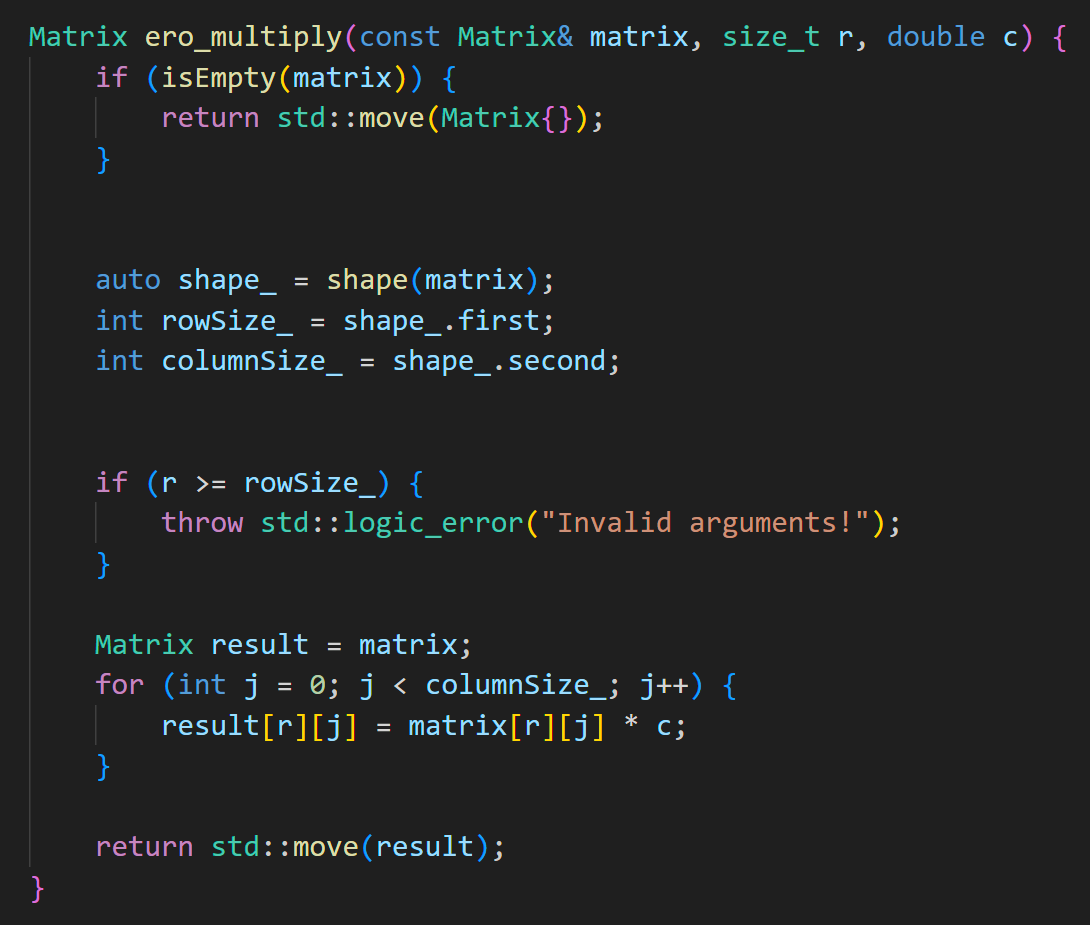 Matrix ero_multiply(const Matrix& matrix, size_t r, double c) {
    if (isEmpty(matrix)) {
        return std::move(Matrix{});
    }
    auto shape_ = shape(matrix);
    int rowSize_ = shape_.first;
    int columnSize_ = shape_.second;
    if (r >= rowSize_) {
        throw std::logic_error("Invalid arguments!");
    }
    Matrix result = matrix;
    for (int j = 0; j < columnSize_; j++) {
        result[r][j] = matrix[r][j] * c;
    }
    return std::move(result);
}